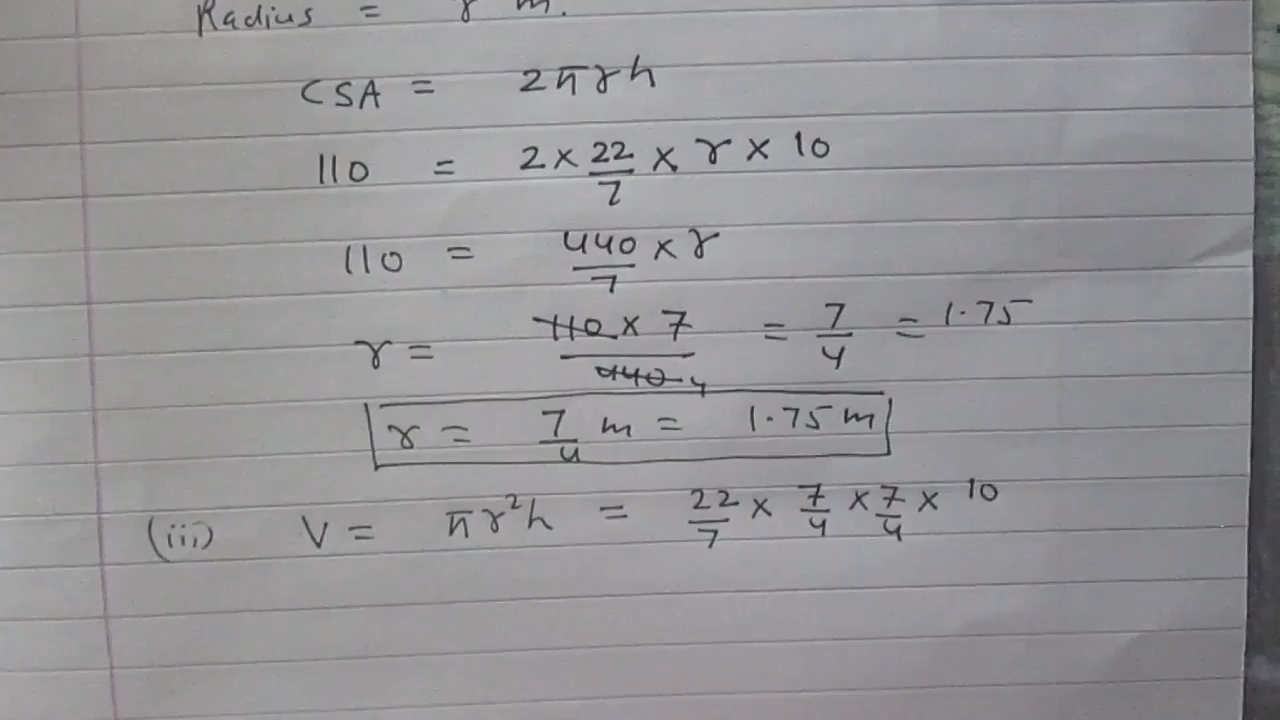 Radius = r m.
CSA = 2πrh
110 = 2 × 22/7 × r × 10
110 = 440/7 × r
r = 110 × 7 / 440 4 = 7/4 = 1.75
r = 7/4 m = 1.75 m
(iii) V = πr²h = 22/7 × 7/4 × 7/4 × 10